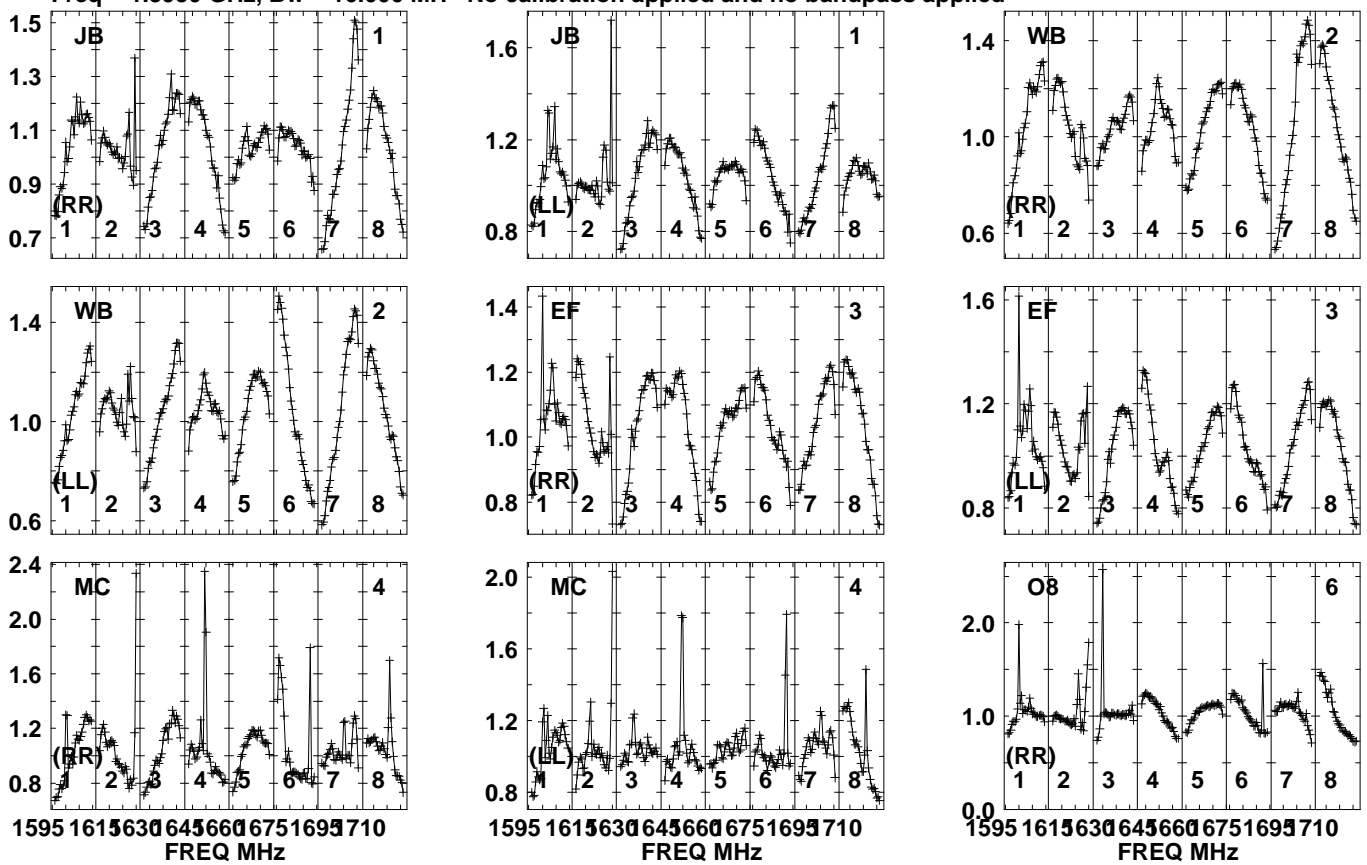 No calibration applied and no bandpass applied
1.5 JB 1
1.3
1.1
0.9
(RR)
0.7 1 2 3 4 5 6 7 8
JB 1
1.6
1.2
(LL)
0.8 1 2 3 4 5 6 7 8
1.4 WB 2
1.0
(RR)
0.6 1 2 3 4 5 6 7 8
WB 2
1.4
1.0
(LL)
0.6 1 2 3 4 5 6 7 8
1.4 EF 3
1.2
1.0
(RR)
0.8 1 2 3 4 5 6 7 8
1.6 EF 3
1.2
(LL)
0.8 1 2 3 4 5 6 7 8
2.4 MC 4
2.0
1.6
1.2
(RR)
0.8 1 2 3 4 5 6 7 8
1595 1615 1630 1645 1660 1675 1695 1710
FREQ MHz
2.0 MC 4
1.6
1.2
(LL)
0.8 1 2 3 4 5 6 7 8
1595 1615 1630 1645 1660 1675 1695 1710
FREQ MHz
O8 6
2.0
1.0
(RR)
1 2 3 4 5 6 7 8
0.0
1595 1615 1630 1645 1660 1675 1695 1710
FREQ MHz